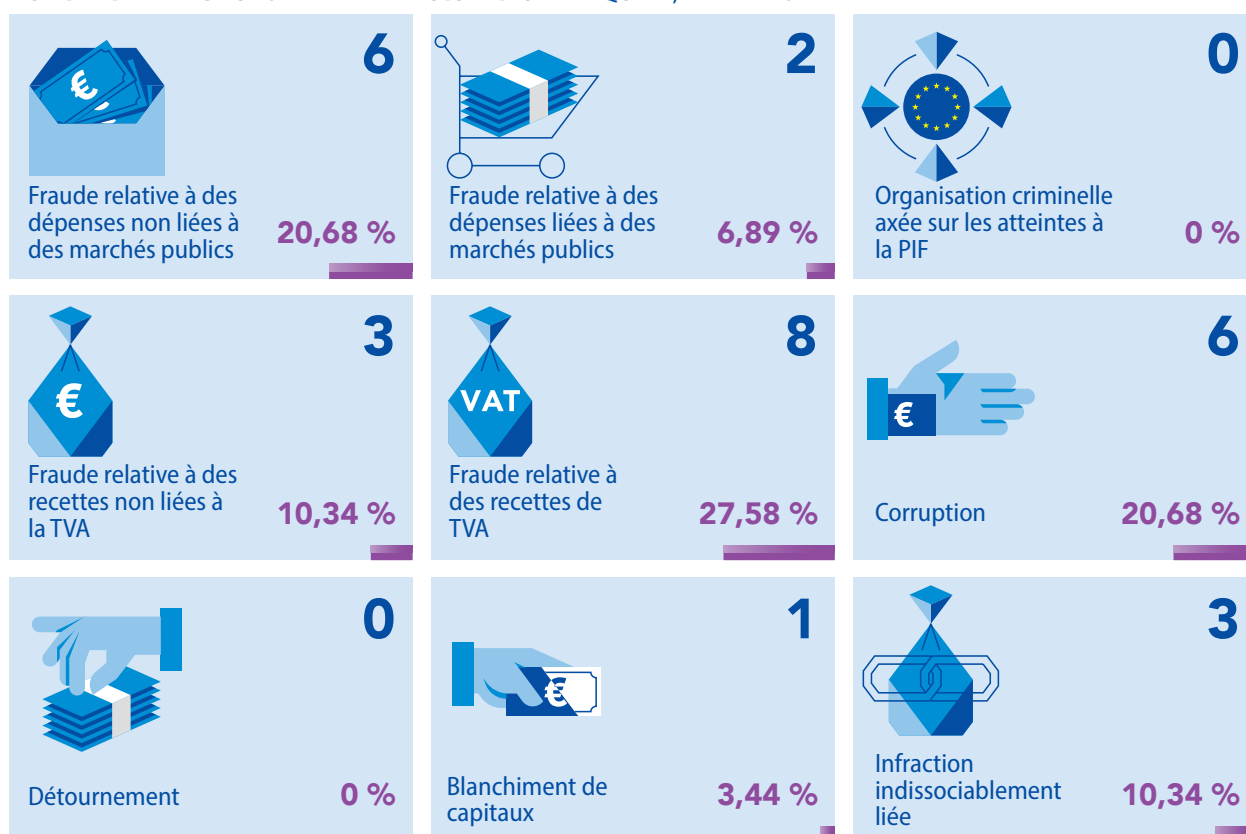 6
Fraude relative à des
dépenses non liées à
des marchés publics
20,68 %
2
Fraude relative à des
dépenses liées à des
marchés publics
6,89 %
0
Organisation criminelle
axée sur les atteintes à
la PIF
0 %
3
€
Fraude relative à des
recettes non liées à
la TVA
10,34 %
8
VAT
Fraude relative à
des recettes de
TVA
27,58 %
6
€
Corruption
20,68 %
0
Détournement
0 %
1
€
Blanchiment de
capitaux
3,44 %
3
Infraction
indissociablement
liée
10,34 %